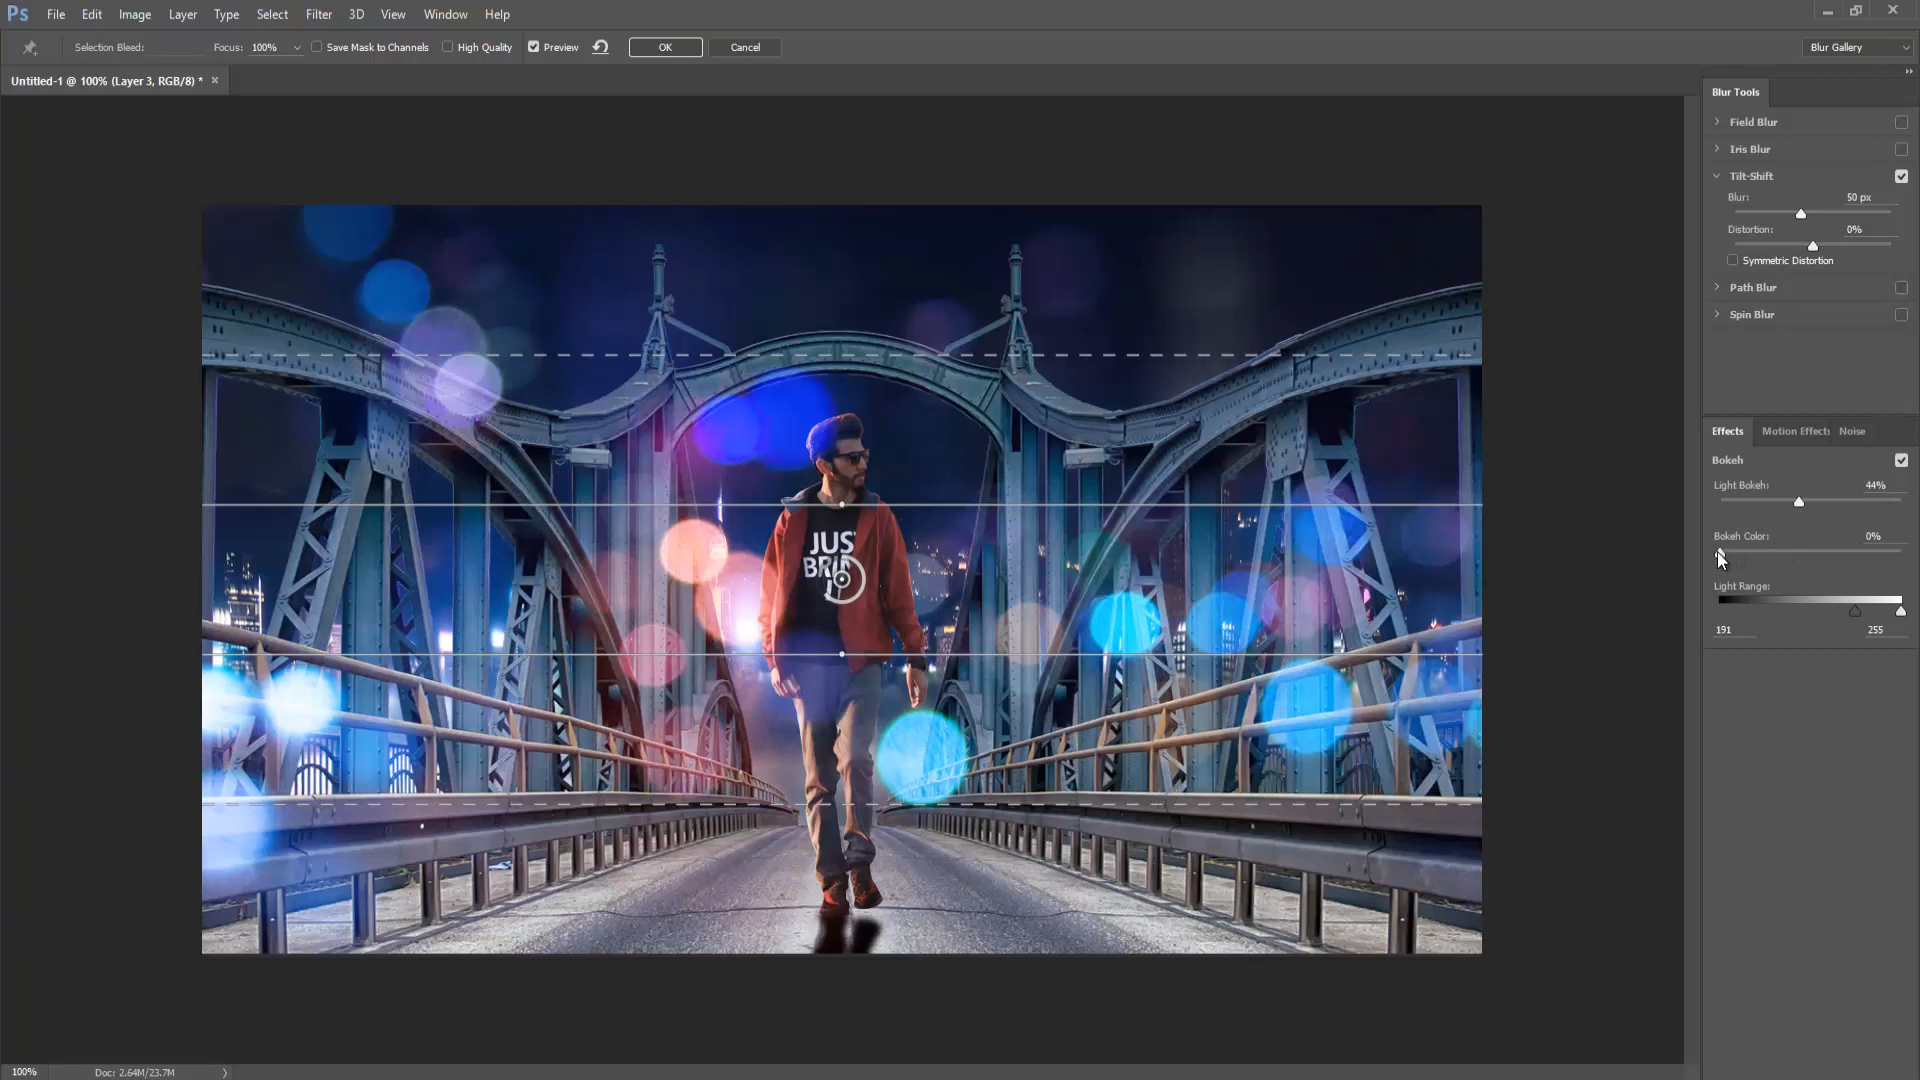 Ps File Edit Image Layer Type Select Filter 3D View Window Help
Selection Bleed: Focus: 100% Save Mask to Channels High Quality Preview OK Cancel Blur Gallery
Untitled-1 @ 100% (Layer 3, RGB/8) *
Blur Tools
Field Blur
Iris Blur
Tilt-Shift
Blur: 50 px
Distortion: 0%
Symmetric Distortion
Path Blur
Spin Blur
Effects Motion Effects Noise
Bokeh
Light Bokeh: 44%
Bokeh Color: 0%
Light Range:
191 255
JUST
BRIN
100% Doc: 2.64M/23.7M